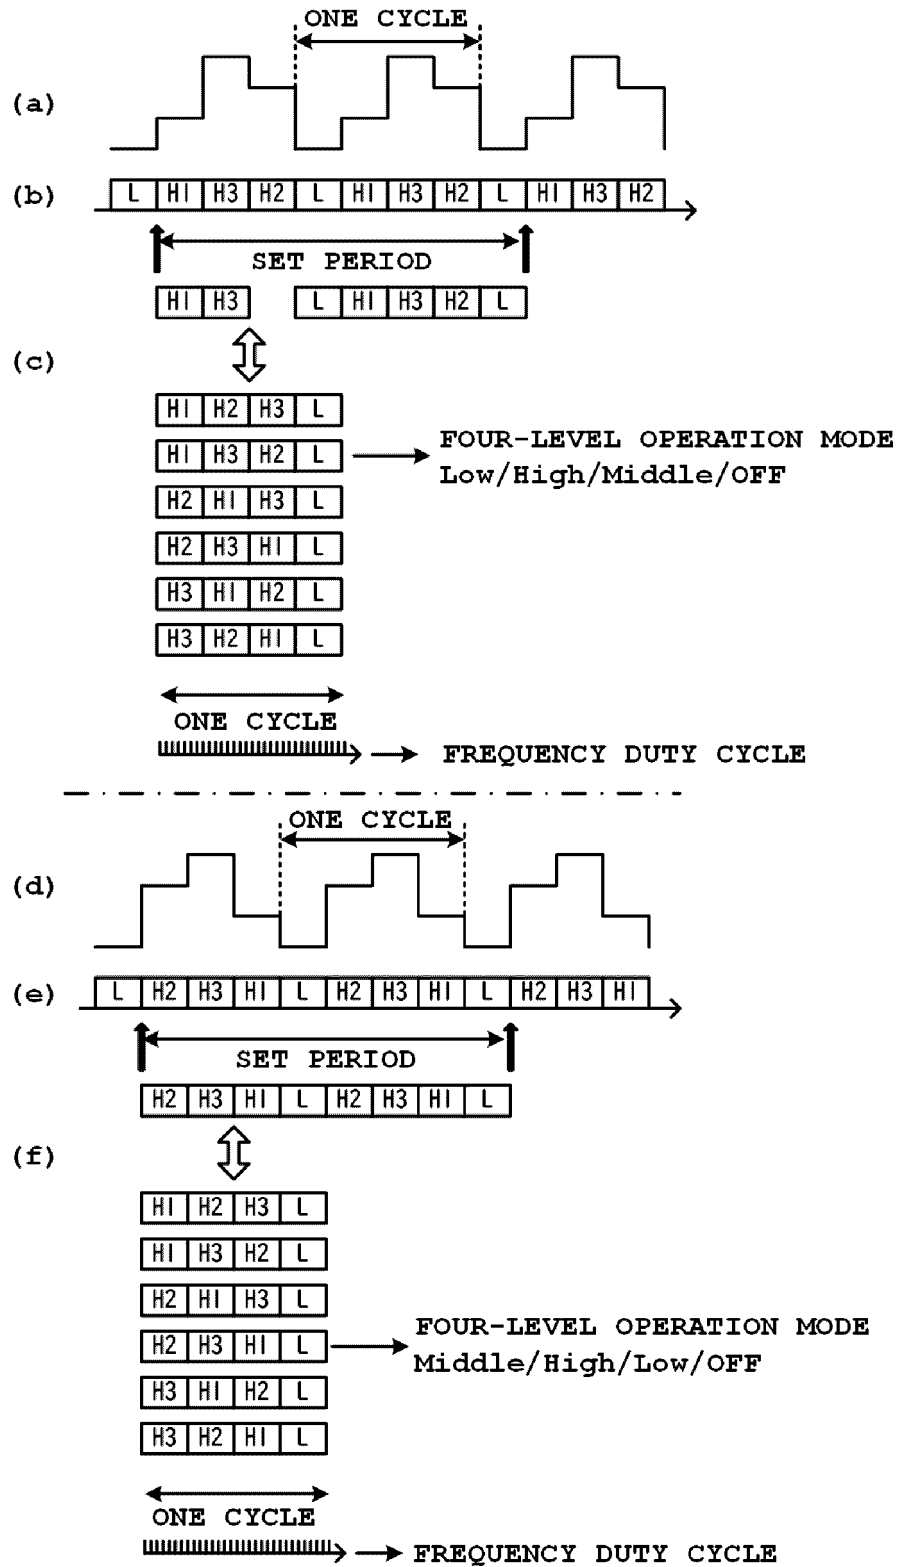 ONE CYCLE
(a)
(b) L H1 H3 H2 L H1 H3 H2 L H1 H3 H2
SET PERIOD
H1 H3 L H1 H3 H2 L
(c)
H1 H2 H3 L
H1 H3 H2 L
FOUR-LEVEL OPERATION MODE
Low/High/Middle/OFF
H2 H1 H3 L
H2 H3 H1 L
H3 H1 H2 L
H3 H2 H1 L
ONE CYCLE
FREQUENCY DUTY CYCLE
ONE CYCLE
(d)
(e) L H2 H3 H1 L H2 H3 H1 L H2 H3 H1
SET PERIOD
H2 H3 H1 L H2 H3 H1 L
(f)
H1 H2 H3 L
H1 H3 H2 L
H2 H1 H3 L
H2 H3 H1 L
FOUR-LEVEL OPERATION MODE
Middle/High/Low/OFF
H3 H1 H2 L
H3 H2 H1 L
ONE CYCLE
FREQUENCY DUTY CYCLE